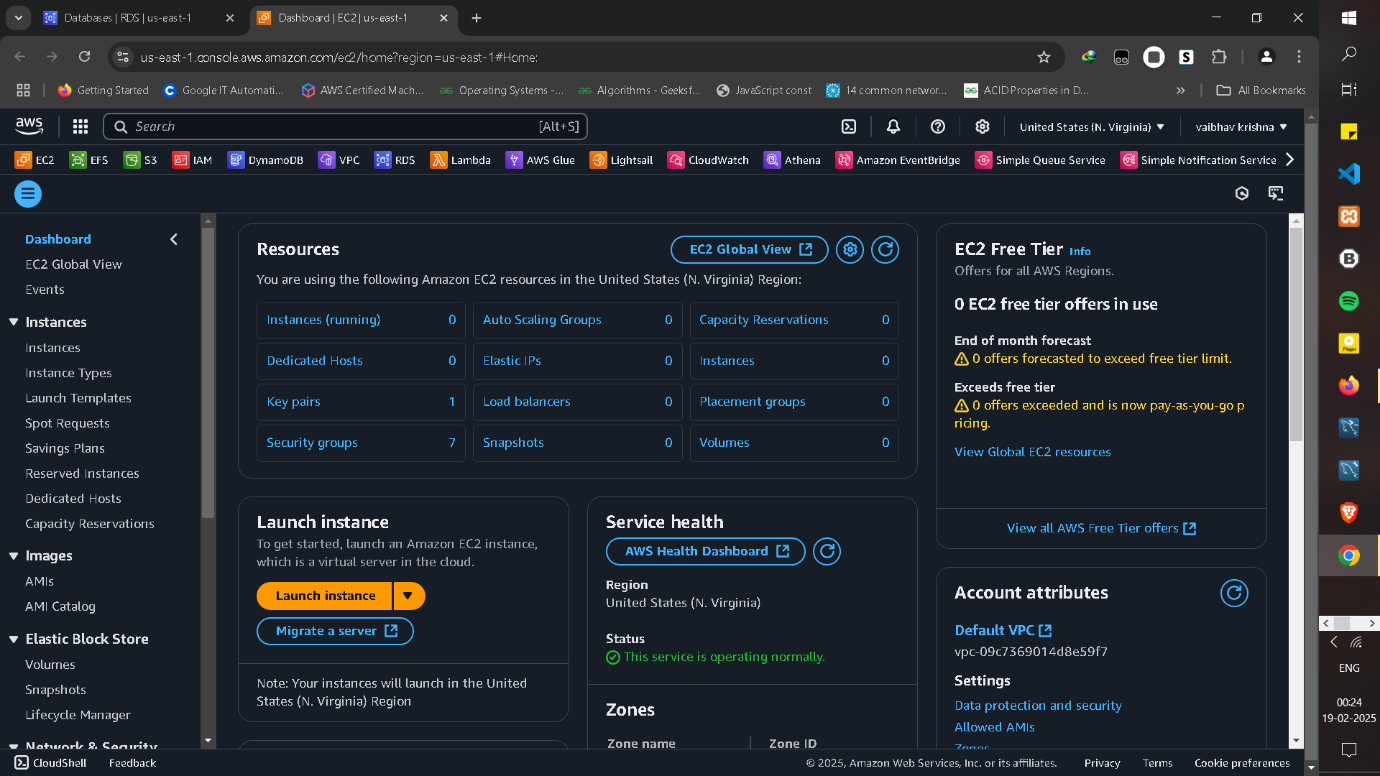 Databases | RDS | us-east-1
Dashboard | EC2 | us-east-1
us-east-1.console.aws.amazon.com/ec2/home?region=us-east-1#Home:
Getting Started
Google IT Automati...
AWS Certified Mach...
Operating Systems -...
Algorithms - Geeksf...
JavaScript const
14 common networ...
ACID Properties in D...
»
All Bookmarks
aws
Search
[Alt+S]
United States (N. Virginia)
vaibhav krishna
EC2
EFS
S3
IAM
DynamoDB
VPC
RDS
Lambda
AWS Glue
Lightsail
CloudWatch
Athena
Amazon EventBridge
Simple Queue Service
Simple Notification Service
Dashboard
EC2 Global View
Events
Instances
Instances
Instance Types
Launch Templates
Spot Requests
Savings Plans
Reserved Instances
Dedicated Hosts
Capacity Reservations
Images
AMIs
AMI Catalog
Elastic Block Store
Volumes
Snapshots
Lifecycle Manager
Network & Security
Resources
EC2 Global View
You are using the following Amazon EC2 resources in the United States (N. Virginia) Region:
Instances (running) 0
Auto Scaling Groups 0
Capacity Reservations 0
Dedicated Hosts 0
Elastic IPs 0
Instances 0
Key pairs 1
Load balancers 0
Placement groups 0
Security groups 7
Snapshots 0
Volumes 0
Launch instance
To get started, launch an Amazon EC2 instance,
which is a virtual server in the cloud.
Launch instance
Migrate a server
Note: Your instances will launch in the United
States (N. Virginia) Region
Service health
AWS Health Dashboard
Region
United States (N. Virginia)
Status
This service is operating normally.
Zones
Zone name
Zone ID
EC2 Free Tier Info
Offers for all AWS Regions.
0 EC2 free tier offers in use
End of month forecast
0 offers forecasted to exceed free tier limit.
Exceeds free tier
0 offers exceeded and is now pay-as-you-go p
ricing.
View Global EC2 resources
View all AWS Free Tier offers
Account attributes
Default VPC
vpc-09c7369014d8e59f7
Settings
Data protection and security
Allowed AMIs
Zones
CloudShell
Feedback
© 2025, Amazon Web Services, Inc. or its affiliates.
Privacy
Terms
Cookie preferences
ENG
00:24
19-02-2025